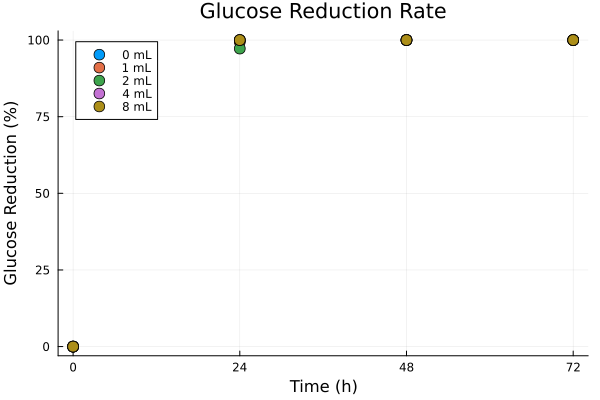 Glucose Reduction Rate
100
75
50
25
0
Glucose Reduction (%)
0 mL
1 mL
2 mL
4 mL
8 mL
0 24 48 72
Time (h)